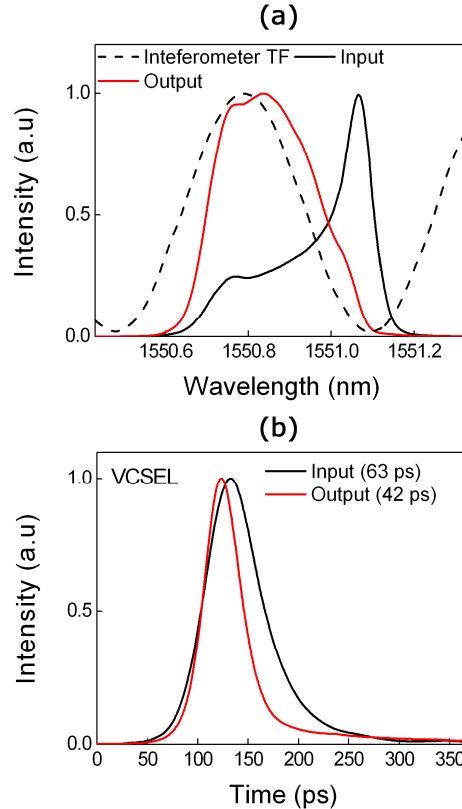 (a)
Inteferometer TF
Input
Output
1.0
0.5
0.0
Intensity (a.u)
1550.6
1550.8
1551.0
1551.2
Wavelength (nm)
(b)
VCSEL
Input (63 ps)
Output (42 ps)
1.0
0.5
0.0
Intensity (a.u)
0
50
100
150
200
250
300
350
Time (ps)